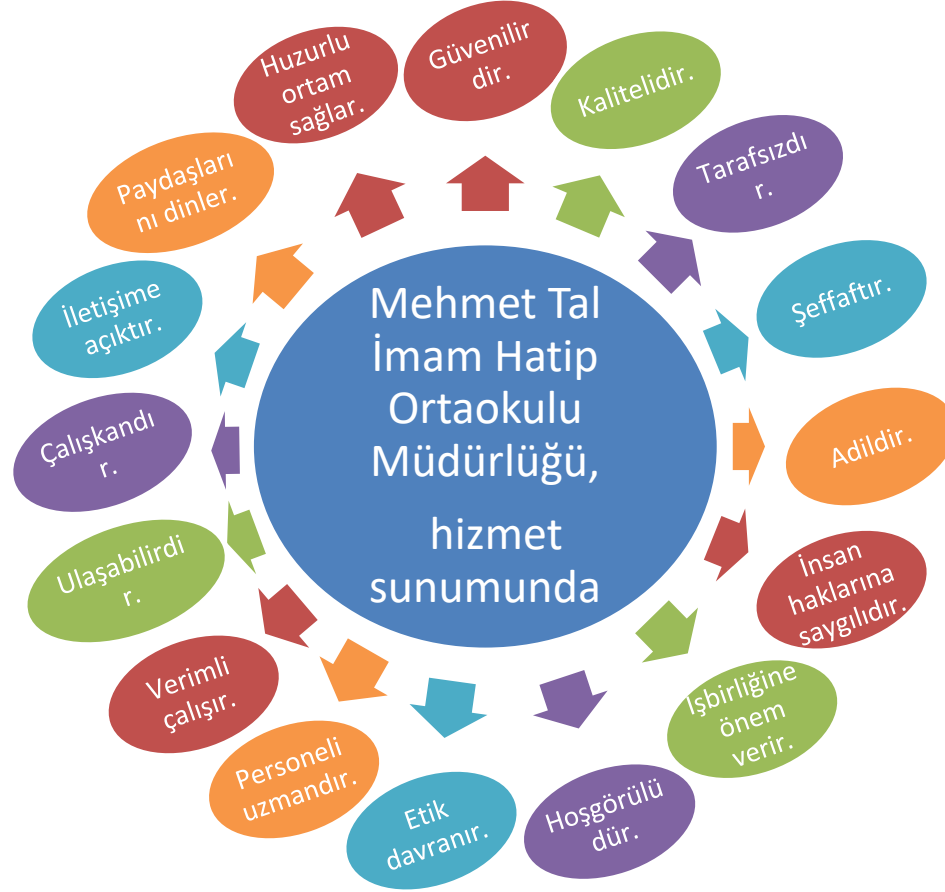 Mehmet Tal
İmam Hatip
Ortaokulu
Müdürlüğü,
hizmet
sunumunda
Güvenilir
dir.
Kalitelidir.
Tarafsızdı
r.
Şeffaftır.
Adildir.
İnsan
haklarına
saygılıdır.
İşbirliğine
önem
verir.
Hoşgörülü
dür.
Etik
davranır.
Personeli
uzmandır.
Verimli
çalışır.
Ulaşabilirdi
r.
Çalışkandı
r.
İletişime
açıktır.
Paydaşları
nı dinler.
Huzurlu
ortam
sağlar.